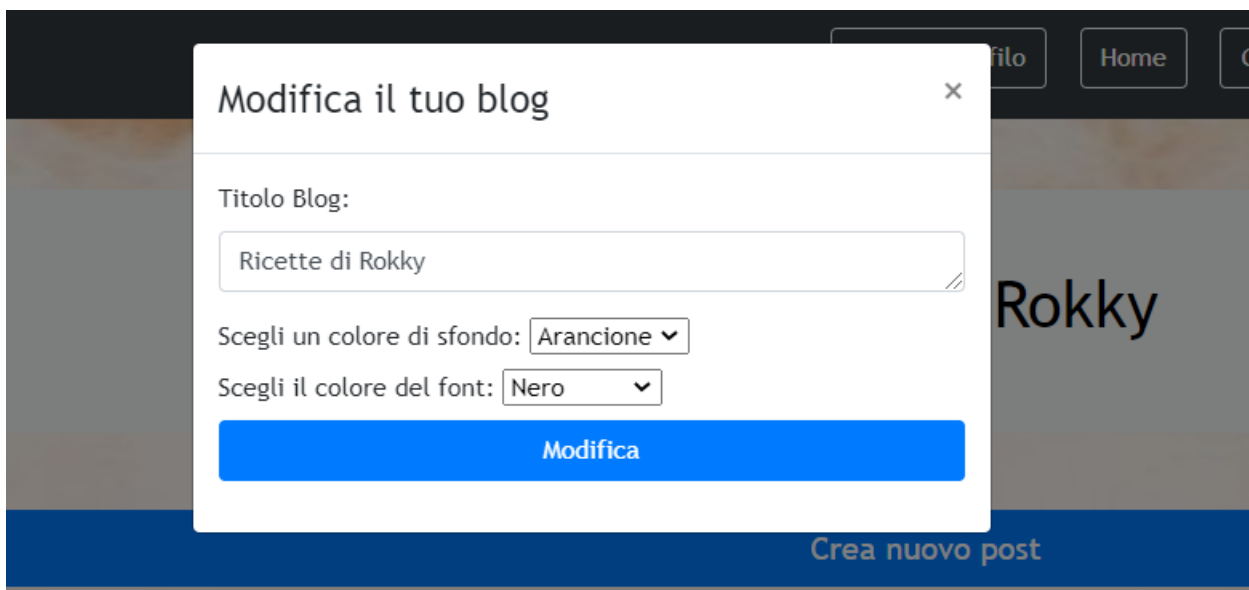 filo Home
Modifica il tuo blog ×
Titolo Blog:
Ricette di Rokky
Rokky
Scegli un colore di sfondo: Arancione
Scegli il colore del font: Nero
Modifica
Crea nuovo post